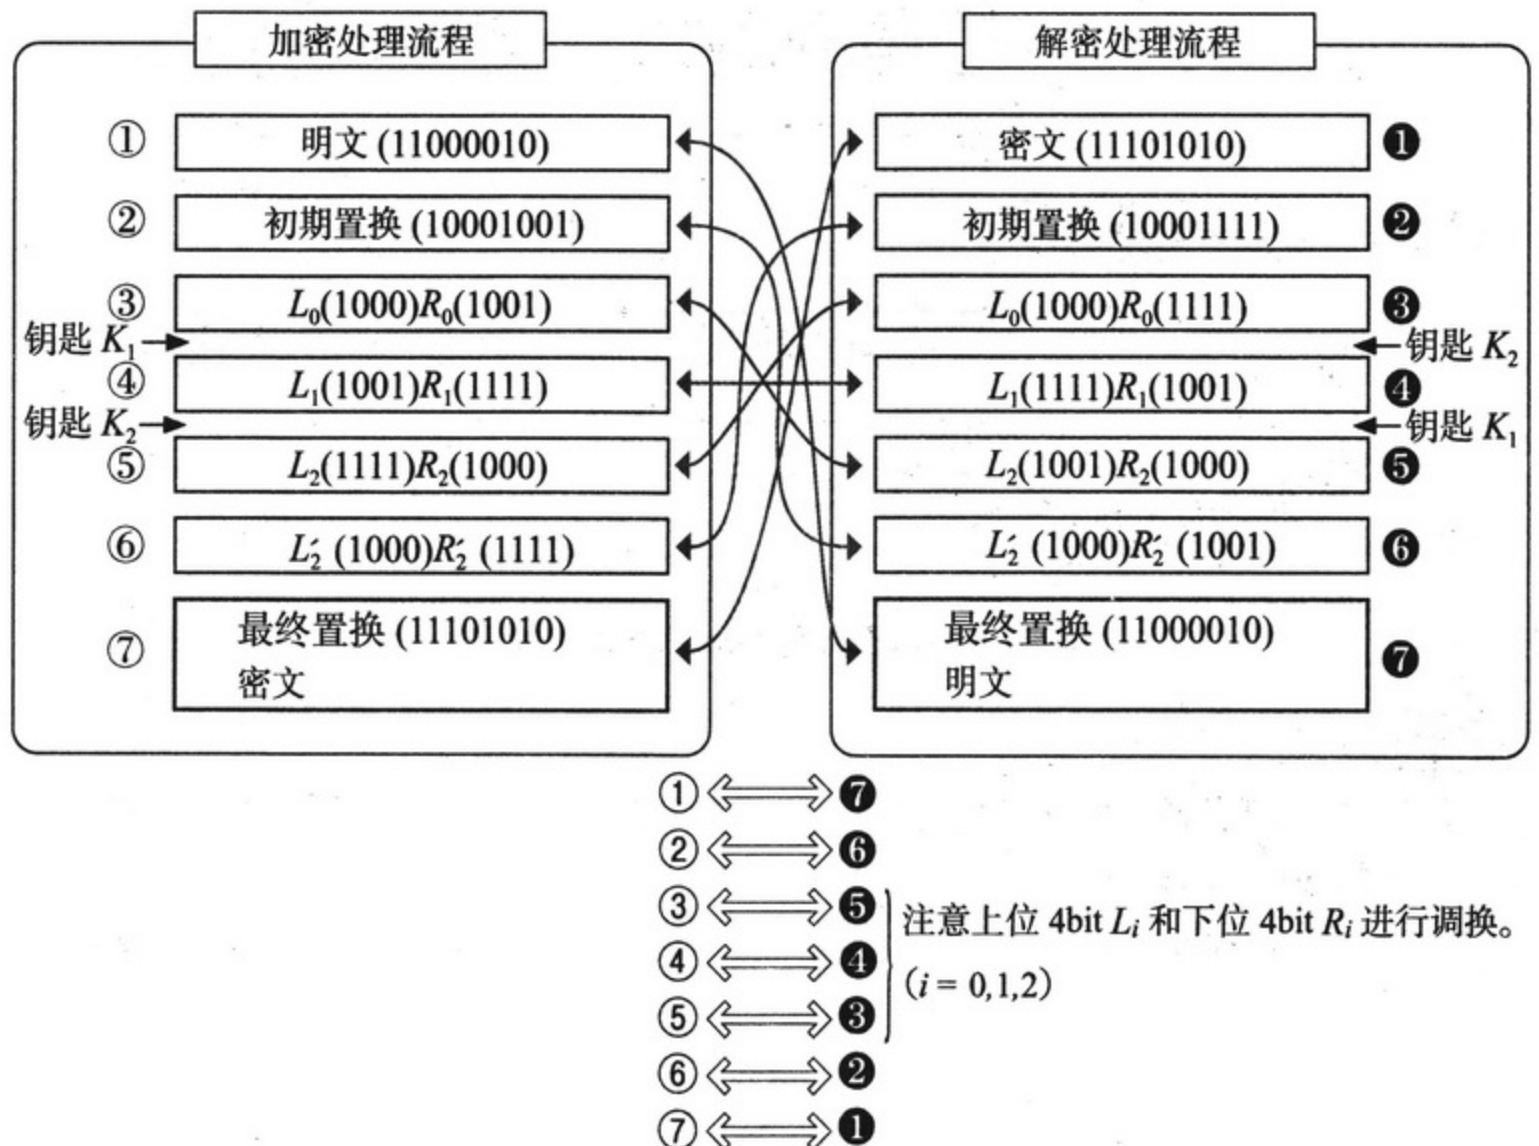 加密处理流程
① 明文 (11000010)
② 初期置换 (10001001)
③ L₀(1000)R₀(1001)
钥匙 K₁
④ L₁(1001)R₁(1111)
钥匙 K₂
⑤ L₂(1111)R₂(1000)
⑥ L₂′ (1000)R₂′ (1111)
⑦ 最终置换 (11101010)
密文
解密处理流程
密文 (11101010) ❶
初期置换 (10001111) ❷
L₀(1000)R₀(1111) ❸
钥匙 K₂
L₁(1111)R₁(1001) ❹
钥匙 K₁
L₂(1001)R₂(1000) ❺
L₂′ (1000)R₂′ (1001) ❻
最终置换 (11000010) ❼
明文
① ⟺ ❼
② ⟺ ❻
③ ⟺ ❺
④ ⟺ ❹
⑤ ⟺ ❸
⑥ ⟺ ❷
⑦ ⟺ ❶
注意上位 4bit Lᵢ 和下位 4bit Rᵢ 进行调换。
(i = 0,1,2)